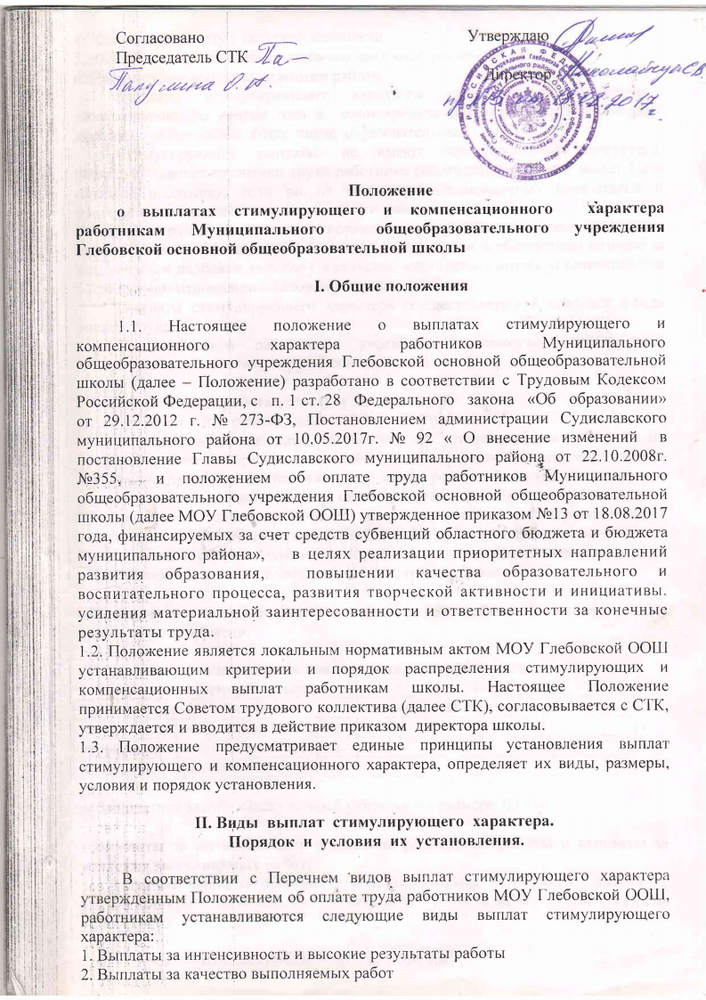 Согласовано Утверждаю
Председатель СТК
Директор
Положение
о выплатах стимулирующего и компенсационного характера
работникам Муниципального общеобразовательного учреждения
Глебовской основной общеобразовательной школы
I. Общие положения
1.1. Настоящее положение о выплатах стимулирующего и
компенсационного характера работников Муниципального
общеобразовательного учреждения Глебовской основной общеобразовательной
школы (далее – Положение) разработано в соответствии с Трудовым Кодексом
Российской Федерации, с п. 1 ст. 28 Федерального закона «Об образовании»
от 29.12.2012 г. № 273-ФЗ, Постановлением администрации Судиславского
муниципального района от 10.05.2017г. № 92 « О внесение изменений в
постановление Главы Судиславского муниципального района от 22.10.2008г.
№355, и положением об оплате труда работников Муниципального
общеобразовательного учреждения Глебовской основной общеобразовательной
школы (далее МОУ Глебовской ООШ) утвержденное приказом №13 от 18.08.2017
года, финансируемых за счет средств субвенций областного бюджета и бюджета
муниципального района», в целях реализации приоритетных направлений
развития образования, повышении качества образовательного и
воспитательного процесса, развития творческой активности и инициативы.
усиления материальной заинтересованности и ответственности за конечные
результаты труда.
1.2. Положение является локальным нормативным актом МОУ Глебовской ООШ
устанавливающим критерии и порядок распределения стимулирующих и
компенсационных выплат работникам школы. Настоящее Положение
принимается Советом трудового коллектива (далее СТК), согласовывается с СТК,
утверждается и вводится в действие приказом директора школы.
1.3. Положение предусматривает единые принципы установления выплат
стимулирующего и компенсационного характера, определяет их виды, размеры,
условия и порядок установления.
II. Виды выплат стимулирующего характера.
Порядок и условия их установления.
В соответствии с Перечнем видов выплат стимулирующего характера
утвержденным Положением об оплате труда работников МОУ Глебовской ООШ,
работникам устанавливаются следующие виды выплат стимулирующего
характера:
1. Выплаты за интенсивность и высокие результаты работы
2. Выплаты за качество выполняемых работ